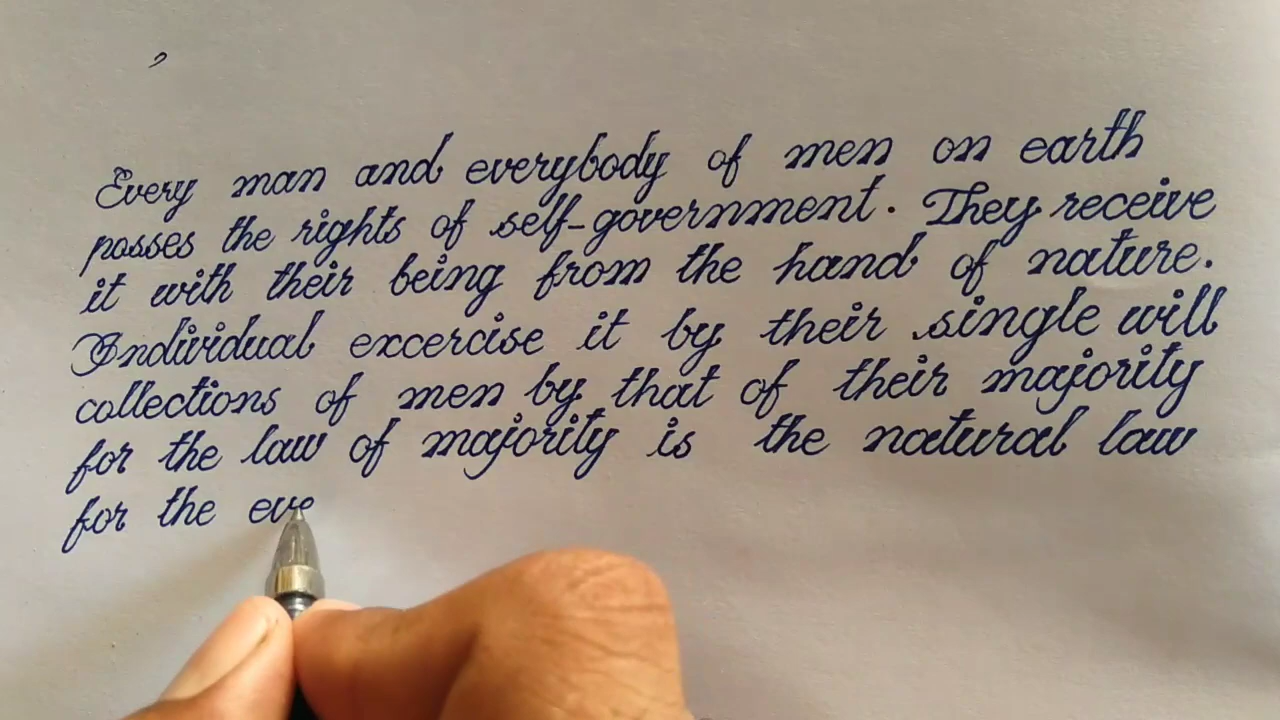 Every man and everybody of men on earth
posses the rights of self-government. They receive
it with their being from the hand of nature.
Individual excercise it by their single will
collections of men by that of their majority
for the law of majority is the natural law
for the eve